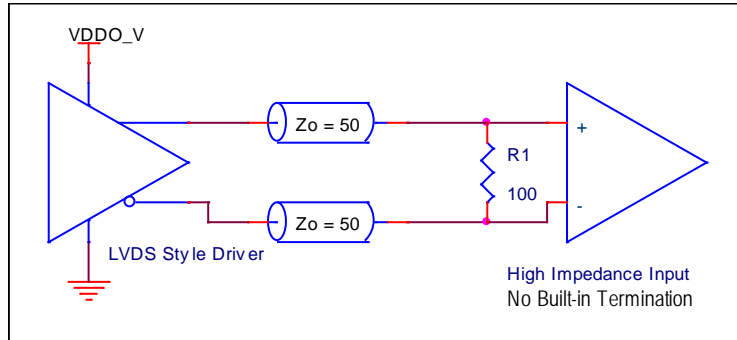 VDDO_V
Zo = 50
+
R1
100
-
Zo = 50
LVDS Style Driver
High Impedance Input
No Built-in Termination